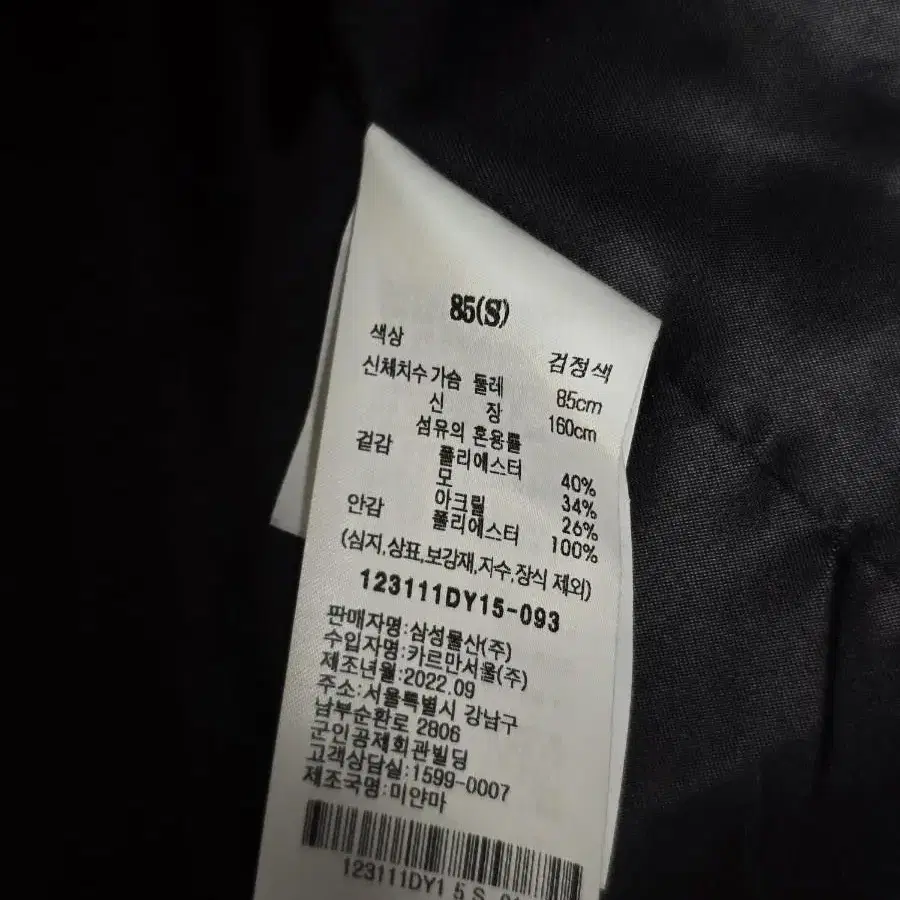 85(S)
색상 검정색
신체치수 가슴 둘레 85cm
신 장 160cm
섬유의 혼용률
겉감 폴리에스터 40%
모 34%
아크릴 26%
안감 폴리에스터 100%
(심지,상표,보강재,자수,장식 제외)
123111DY15-093
판매자명:삼성물산(주)
수입자명:카르만서울(주)
제조년월:2022.09
주소:서울특별시 강남구
남부순환로 2806
군인공제회관빌딩
고객상담실:1599-0007
제조국명:미얀마
123111DY1 5 S